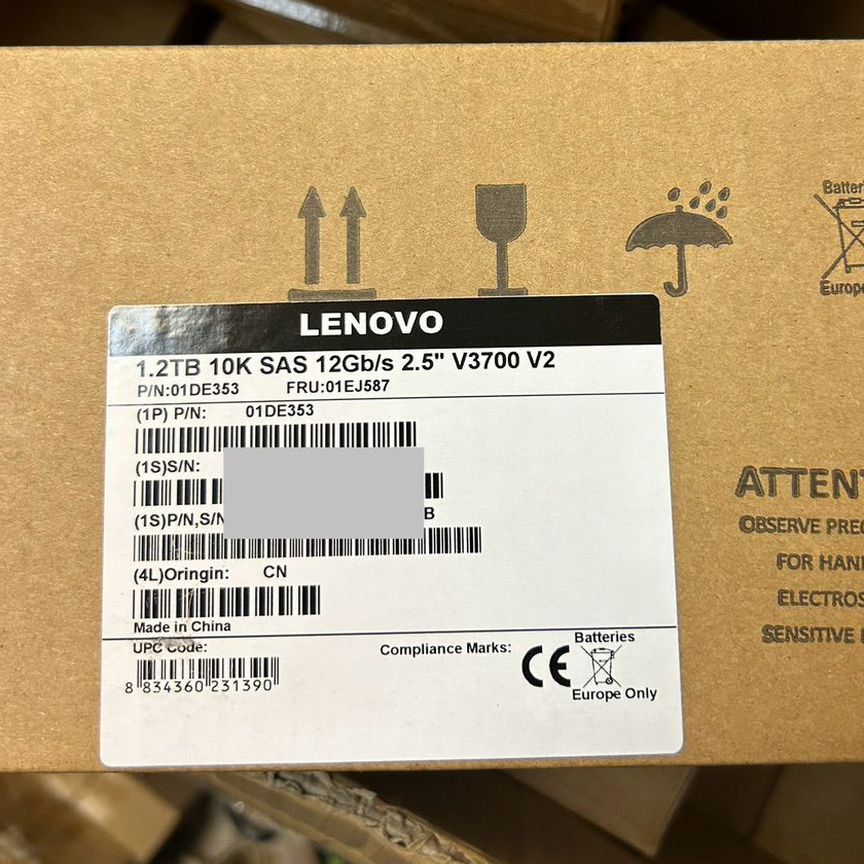 Batter
Europe
LENOVO
1.2TB 10K SAS 12Gb/s 2.5" V3700 V2
P/N:01DE353 FRU:01EJ587
(1P) P/N: 01DE353
(1S)S/N:
(1S)P/N,S/N
B
(4L)Oringin: CN
Made in China
UPC Code:
8 834360 231390
Compliance Marks:
CE
Batteries
Europe Only
ATTENT
OBSERVE PREC
FOR HAN
ELECTROS
SENSITIVE